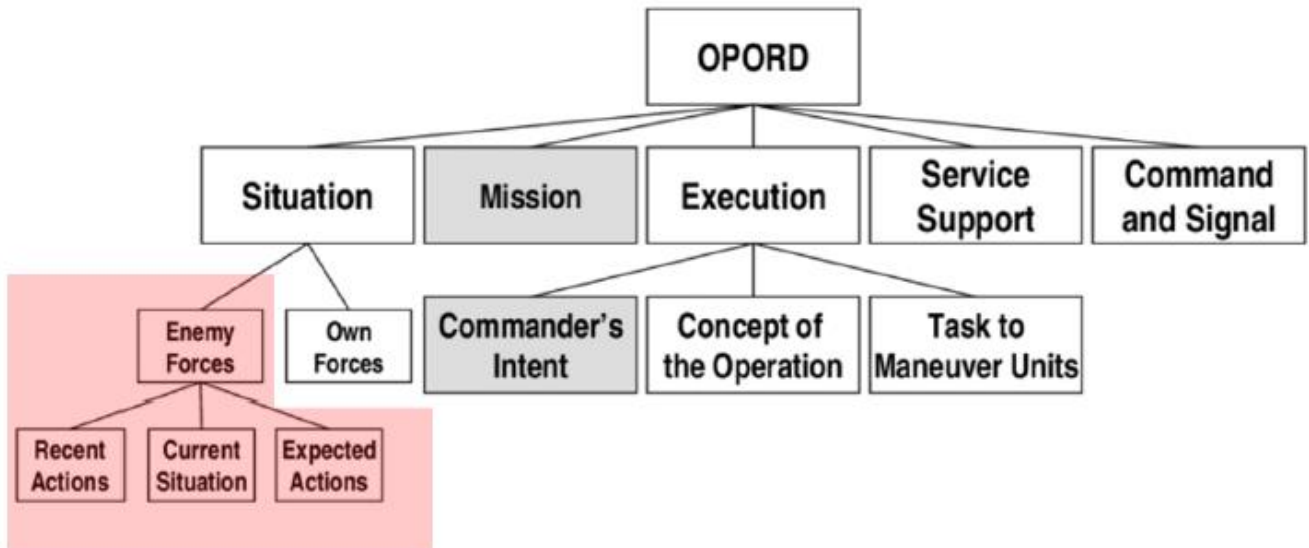 OPORD
Situation
Mission
Execution
Service
Support
Command
and Signal
Enemy
Forces
Own
Forces
Commander's
Intent
Concept of
the Operation
Task to
Maneuver Units
Recent
Actions
Current
Situation
Expected
Actions